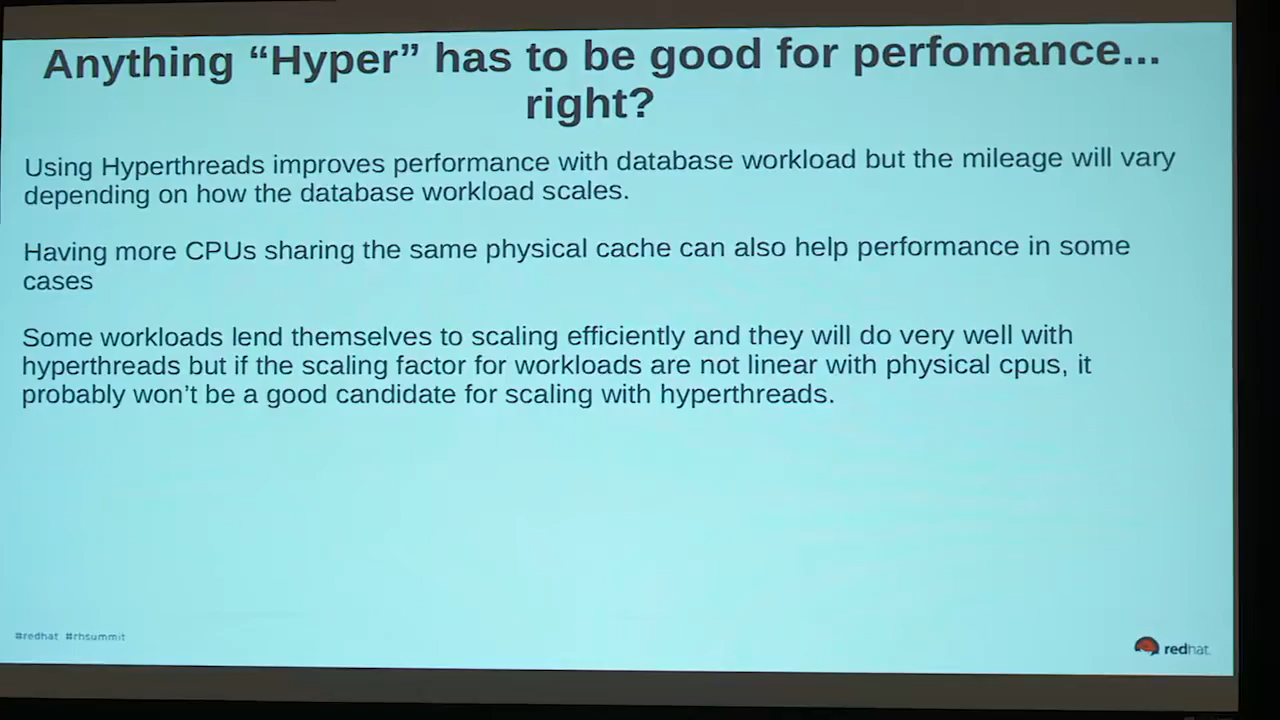 Anything “Hyper” has to be good for perfomance...
right?
Using Hyperthreads improves performance with database workload but the mileage will vary
depending on how the database workload scales.
Having more CPUs sharing the same physical cache can also help performance in some
cases
Some workloads lend themselves to scaling efficiently and they will do very well with
hyperthreads but if the scaling factor for workloads are not linear with physical cpus, it
probably won’t be a good candidate for scaling with hyperthreads.
#redhat #rhsummit
redhat.